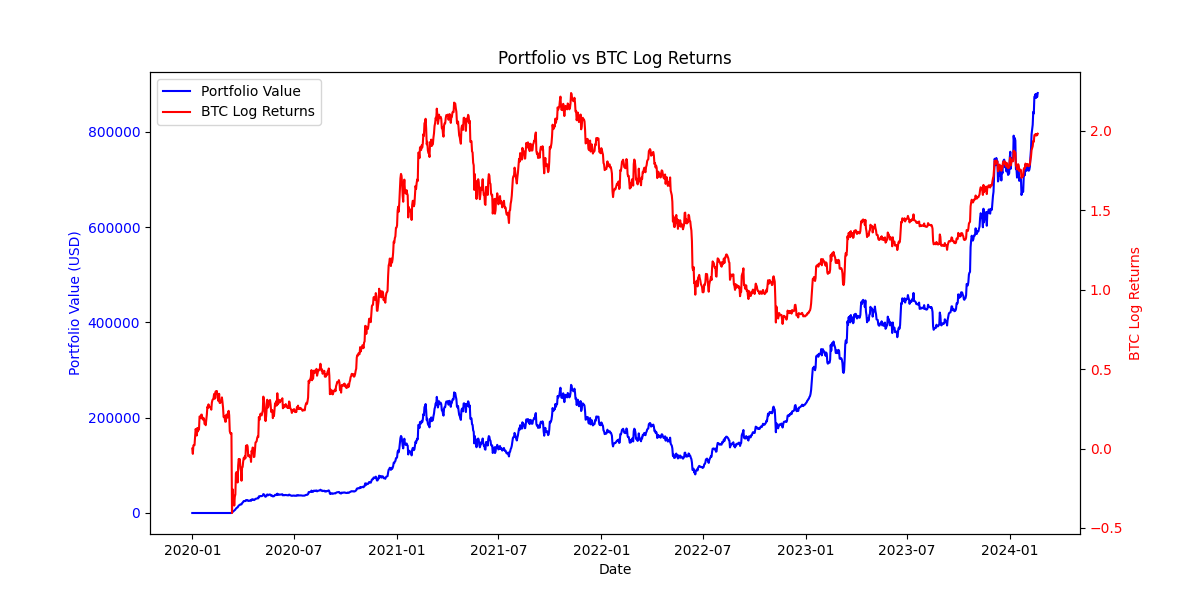 Portfolio vs BTC Log Returns
Portfolio Value
BTC Log Returns
Portfolio Value (USD)
800000
600000
400000
200000
0
2.0
1.5
1.0
0.5
0.0
−0.5
BTC Log Returns
2020-01 2020-07 2021-01 2021-07 2022-01 2022-07 2023-01 2023-07 2024-01
Date